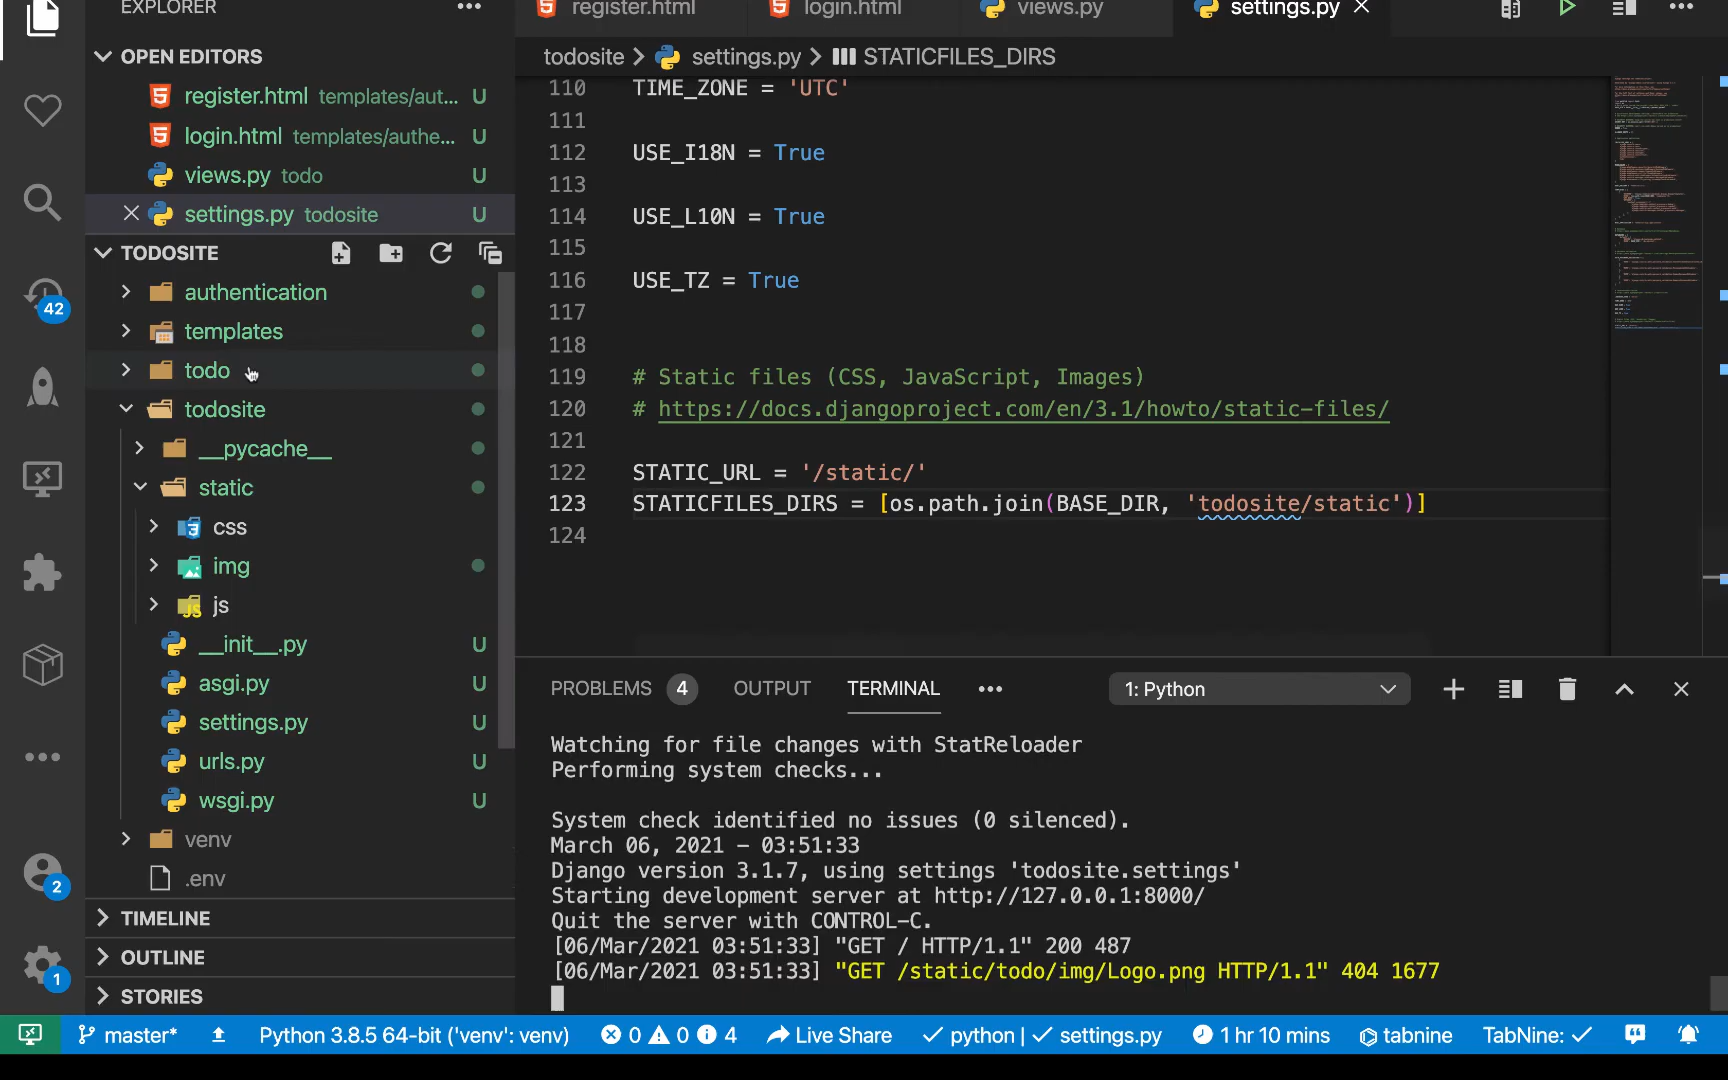 EXPLORER
OPEN EDITORS
register.html templates/aut... U
login.html templates/authe... U
views.py todo U
settings.py todosite U
TODOSITE
authentication
templates
todo
todosite
__pycache__
static
css
img
js
__init__.py U
asgi.py U
settings.py U
urls.py U
wsgi.py U
venv
.env
TIMELINE
OUTLINE
STORIES
42
2
1
register.html login.html views.py settings.py
todosite > settings.py > STATICFILES_DIRS
110 TIME_ZONE = 'UTC'
111
112 USE_I18N = True
113
114 USE_L10N = True
115
116 USE_TZ = True
117
118
119 # Static files (CSS, JavaScript, Images)
120 # https://docs.djangoproject.com/en/3.1/howto/static-files/
121
122 STATIC_URL = '/static/'
123 STATICFILES_DIRS = [os.path.join(BASE_DIR, 'todosite/static')]
124
PROBLEMS 4 OUTPUT TERMINAL 1: Python
Watching for file changes with StatReloader
Performing system checks...
System check identified no issues (0 silenced).
March 06, 2021 - 03:51:33
Django version 3.1.7, using settings 'todosite.settings'
Starting development server at http://127.0.0.1:8000/
Quit the server with CONTROL-C.
[06/Mar/2021 03:51:33] "GET / HTTP/1.1" 200 487
[06/Mar/2021 03:51:33] "GET /static/todo/img/Logo.png HTTP/1.1" 404 1677
master* Python 3.8.5 64-bit ('venv': venv) 0 0 4 Live Share python | settings.py 1 hr 10 mins tabnine TabNine: